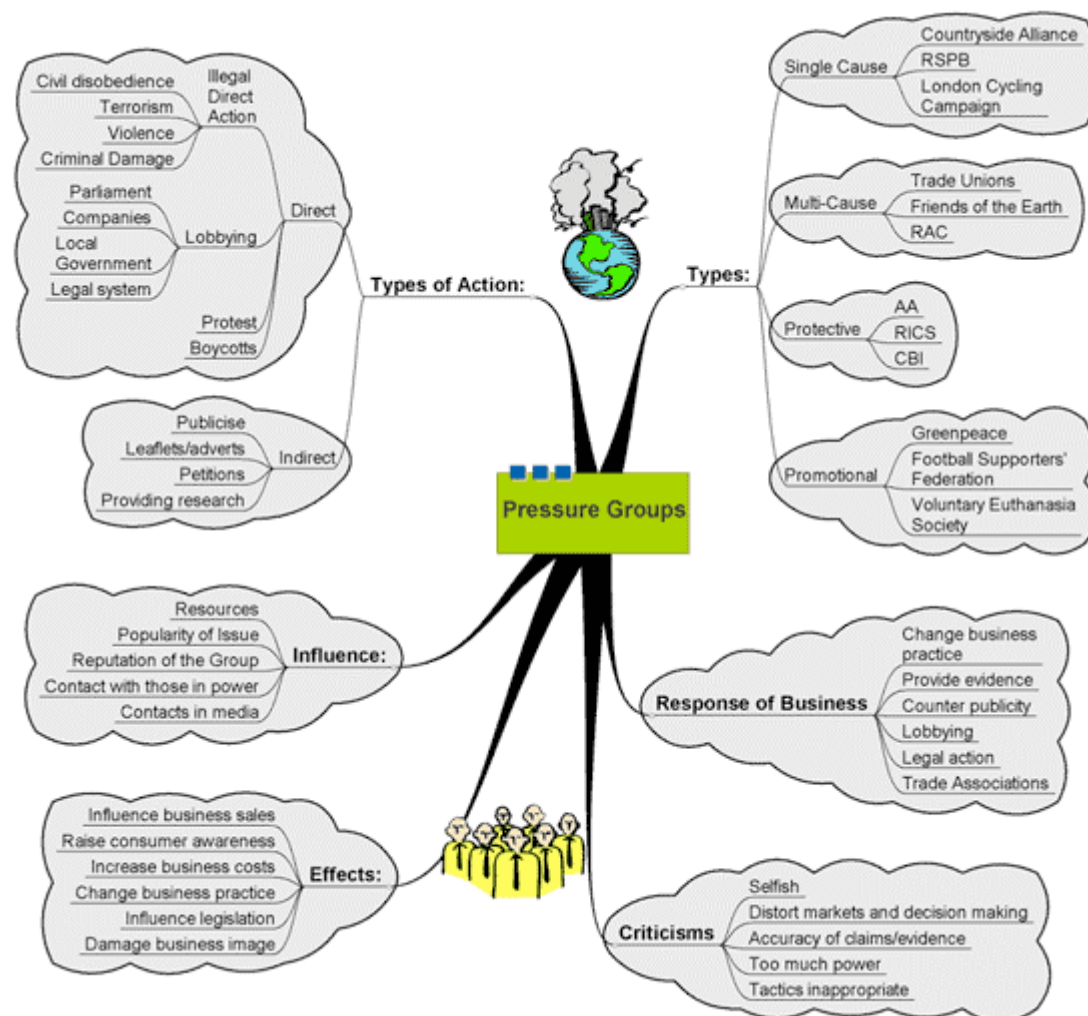 Pressure Groups
Types of Action:
Direct
Illegal
Direct
Action
Civil disobedience
Terrorism
Violence
Criminal Damage
Lobbying
Parliament
Companies
Local
Government
Legal system
Protest
Boycotts
Indirect
Publicise
Leaflets/adverts
Petitions
Providing research
Influence:
Resources
Popularity of Issue
Reputation of the Group
Contact with those in power
Contacts in media
Effects:
Influence business sales
Raise consumer awareness
Increase business costs
Change business practice
Influence legislation
Damage business image
Types:
Single Cause
Countryside Alliance
RSPB
London Cycling
Campaign
Multi-Cause
Trade Unions
Friends of the Earth
RAC
Protective
AA
RICS
CBI
Promotional
Greenpeace
Football Supporters'
Federation
Voluntary Euthanasia
Society
Response of Business
Change business
practice
Provide evidence
Counter publicity
Lobbying
Legal action
Trade Associations
Criticisms
Selfish
Distort markets and decision making
Accuracy of claims/evidence
Too much power
Tactics inappropriate